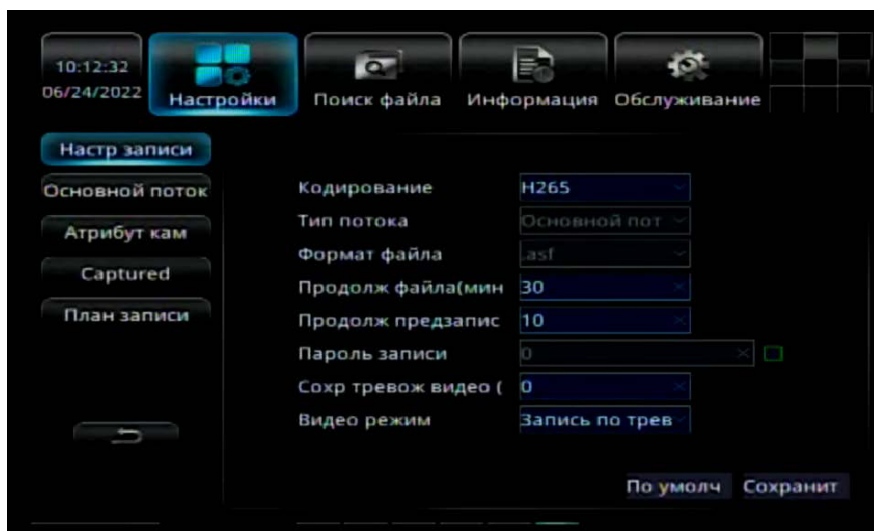 10:12:32
06/24/2022
Настройки
Поиск файла
Информация
Обслуживание
Настр записи
Основной поток
Атрибут кам
Captured
План записи
Кодирование H265
Тип потока Основной пот
Формат файла .asf
Продолж файла(мин 30
Продолж предзапис 10
Пароль записи 0
Сохр тревож видео ( 0
Видео режим Запись по трев
По умолч Сохранит